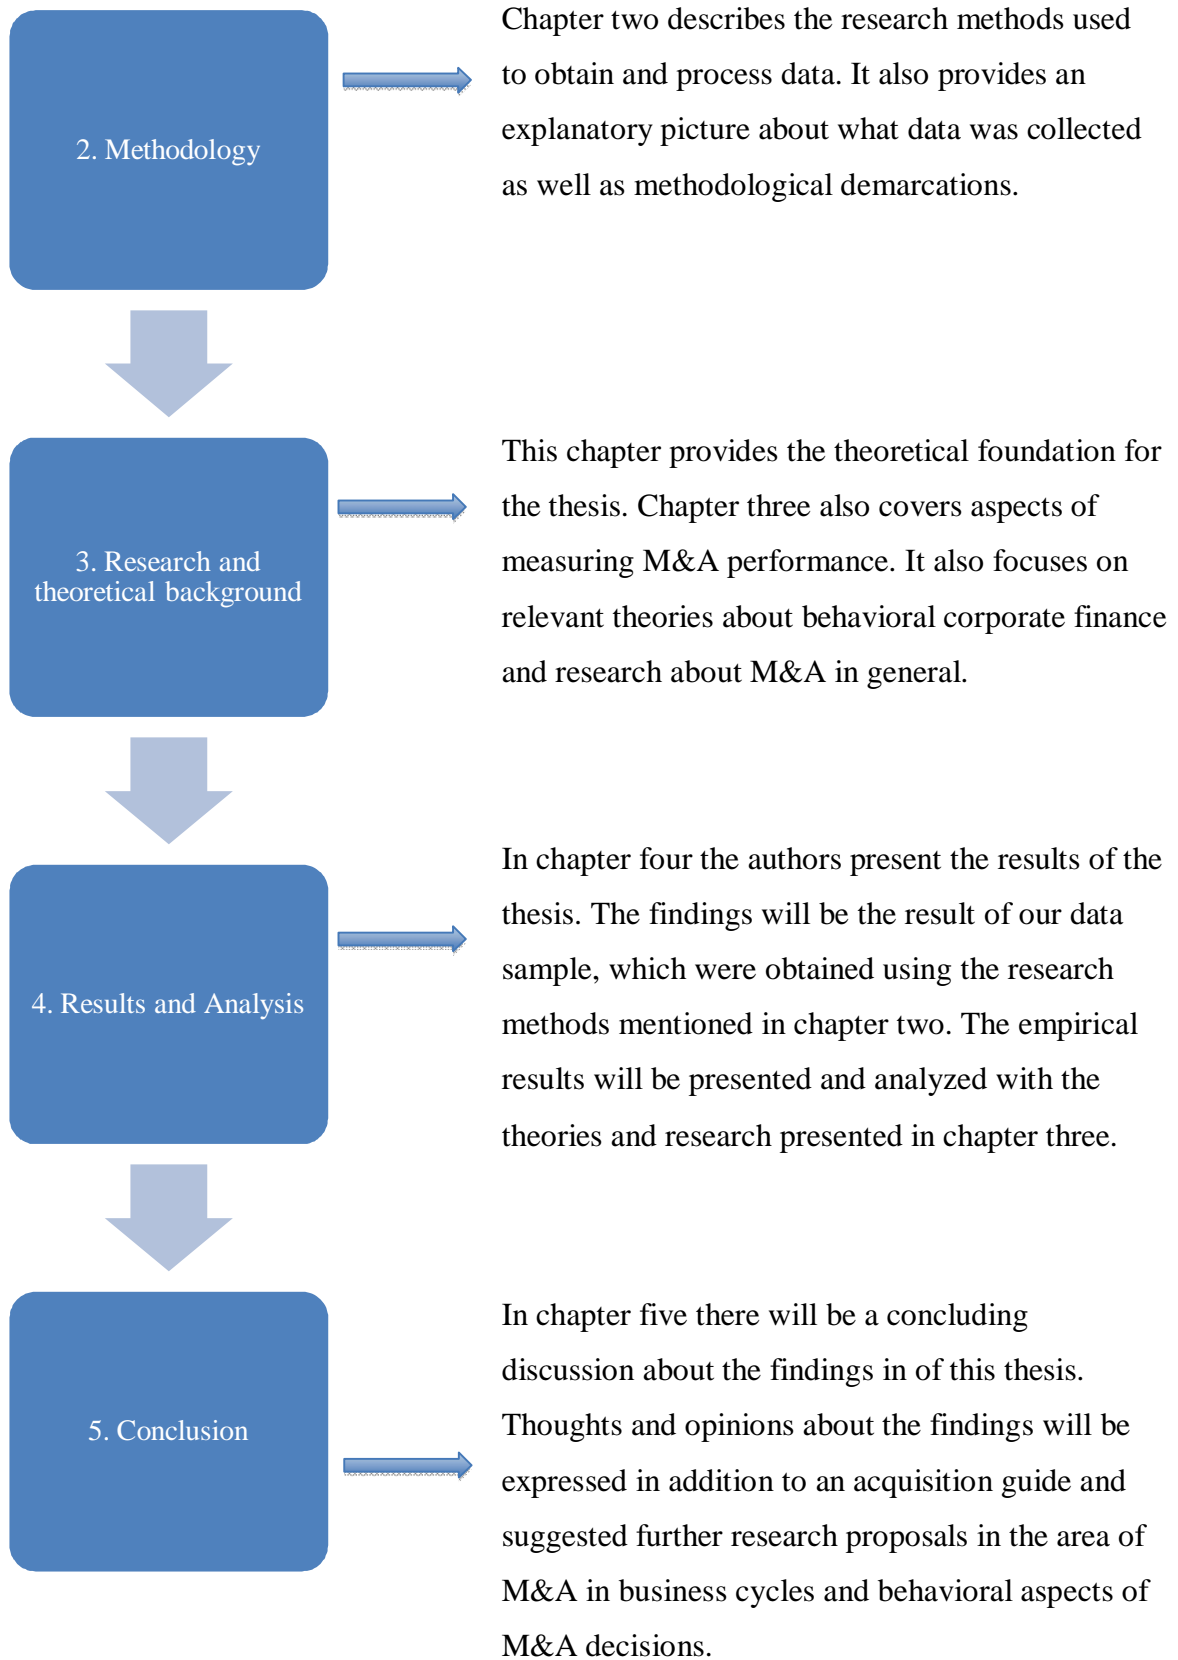 2. Methodology
Chapter two describes the research methods used
to obtain and process data. It also provides an
explanatory picture about what data was collected
as well as methodological demarcations.
3. Research and
theoretical background
This chapter provides the theoretical foundation for
the thesis. Chapter three also covers aspects of
measuring M&A performance. It also focuses on
relevant theories about behavioral corporate finance
and research about M&A in general.
4. Results and Analysis
In chapter four the authors present the results of the
thesis. The findings will be the result of our data
sample, which were obtained using the research
methods mentioned in chapter two. The empirical
results will be presented and analyzed with the
theories and research presented in chapter three.
5. Conclusion
In chapter five there will be a concluding
discussion about the findings in of this thesis.
Thoughts and opinions about the findings will be
expressed in addition to an acquisition guide and
suggested further research proposals in the area of
M&A in business cycles and behavioral aspects of
M&A decisions.